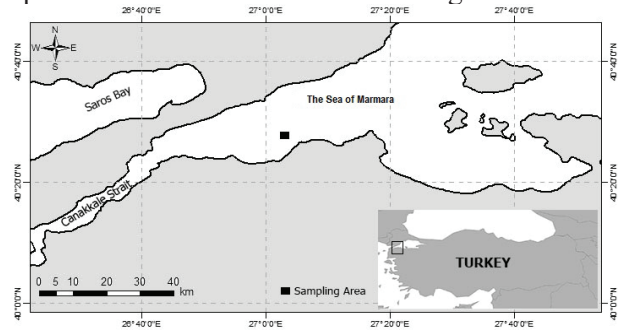 26°40'0"E 27°0'0"E 27°20'0"E 27°40'0"E
N
W E
S
40°40'0"N 40°40'0"N
Saros Bay
The Sea of Marmara
40°20'0"N 40°20'0"N
Canakkale Strait
TURKEY
0 5 10 20 30 40
km
Sampling Area
40°0'0"N 40°0'0"N
26°40'0"E 27°0'0"E 27°20'0"E 27°40'0"E